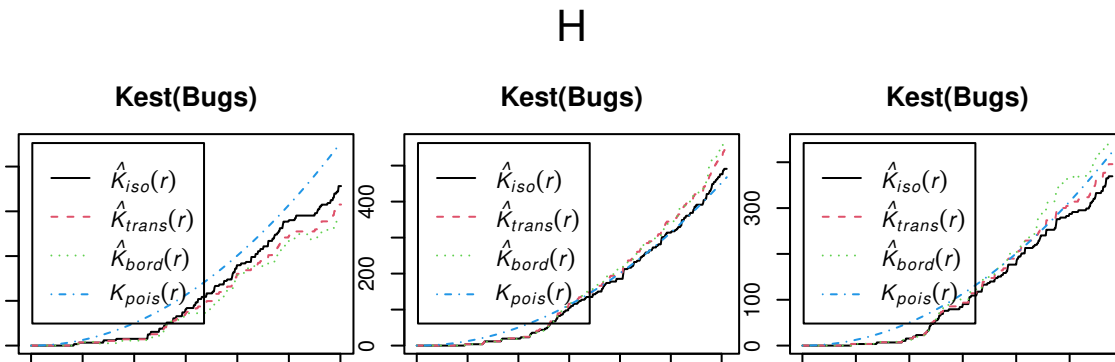 H
Kest(Bugs)
Kest(Bugs)
Kest(Bugs)
K̂iso(r)
K̂trans(r)
K̂bord(r)
Kpois(r)
0
200
400
K̂iso(r)
K̂trans(r)
K̂bord(r)
Kpois(r)
0
100
300
K̂iso(r)
K̂trans(r)
K̂bord(r)
Kpois(r)